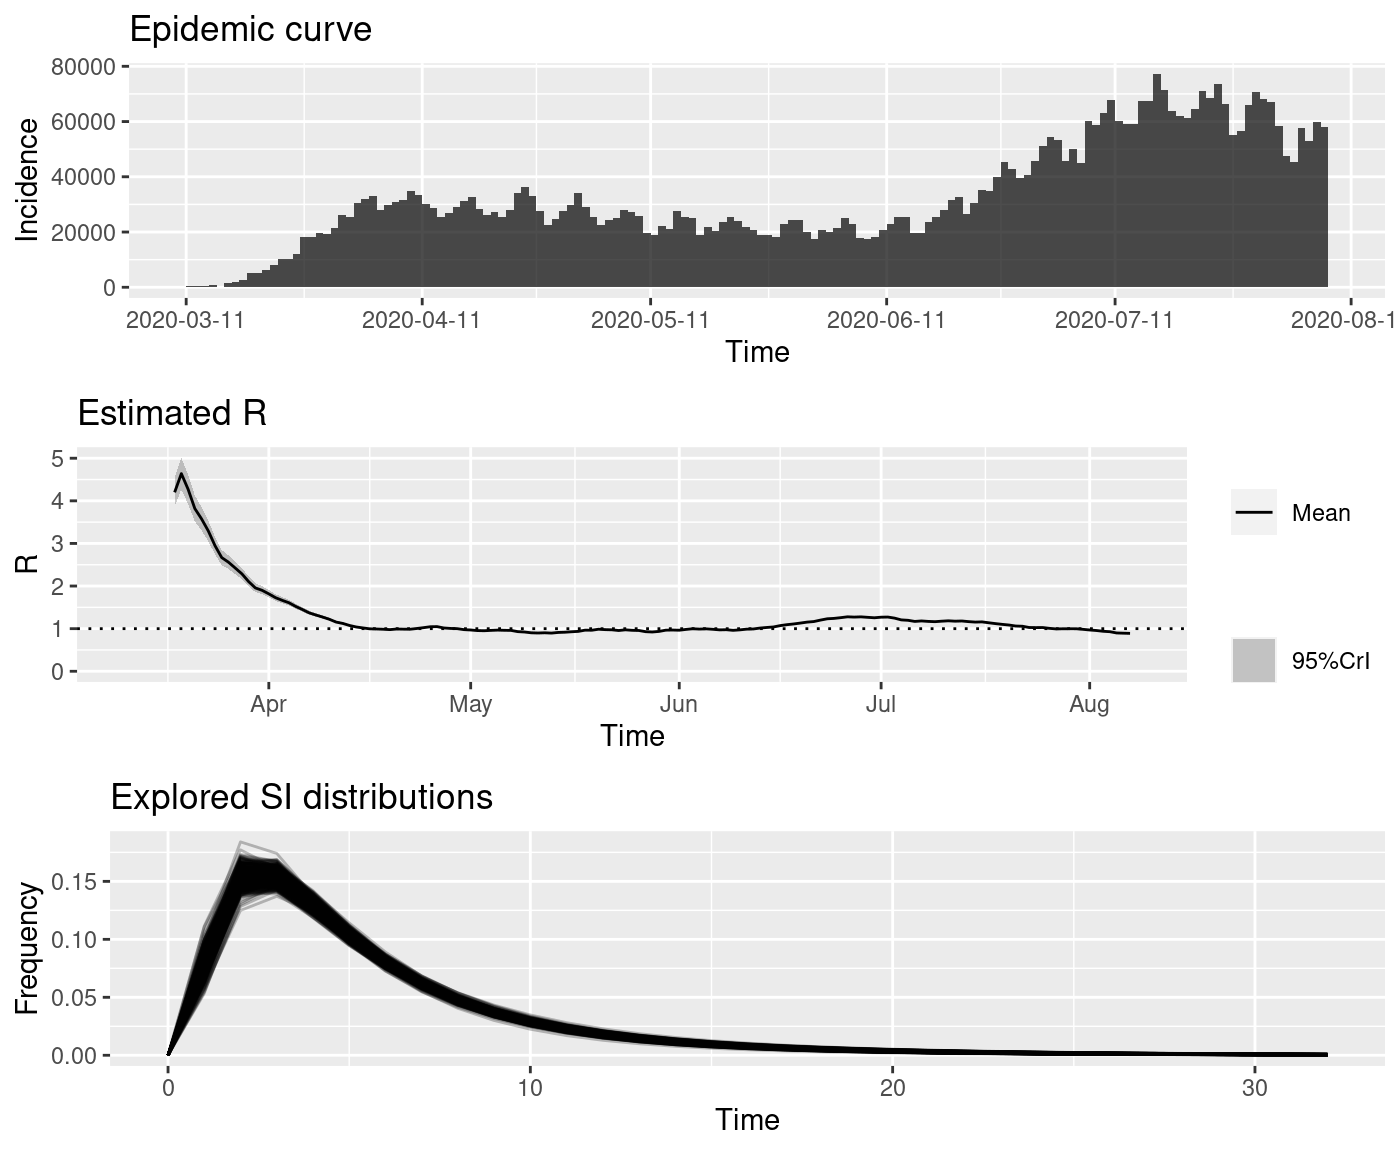 Epidemic curve
80000
60000
40000
20000
0
Incidence
2020-03-11 2020-04-11 2020-05-11 2020-06-11 2020-07-11 2020-08-1
Time
Estimated R
5
4
3
2
1
0
R
Apr May Jun Jul Aug
Time
Mean
95%CrI
Explored SI distributions
0.15
0.10
0.05
0.00
Frequency
0 10 20 30
Time